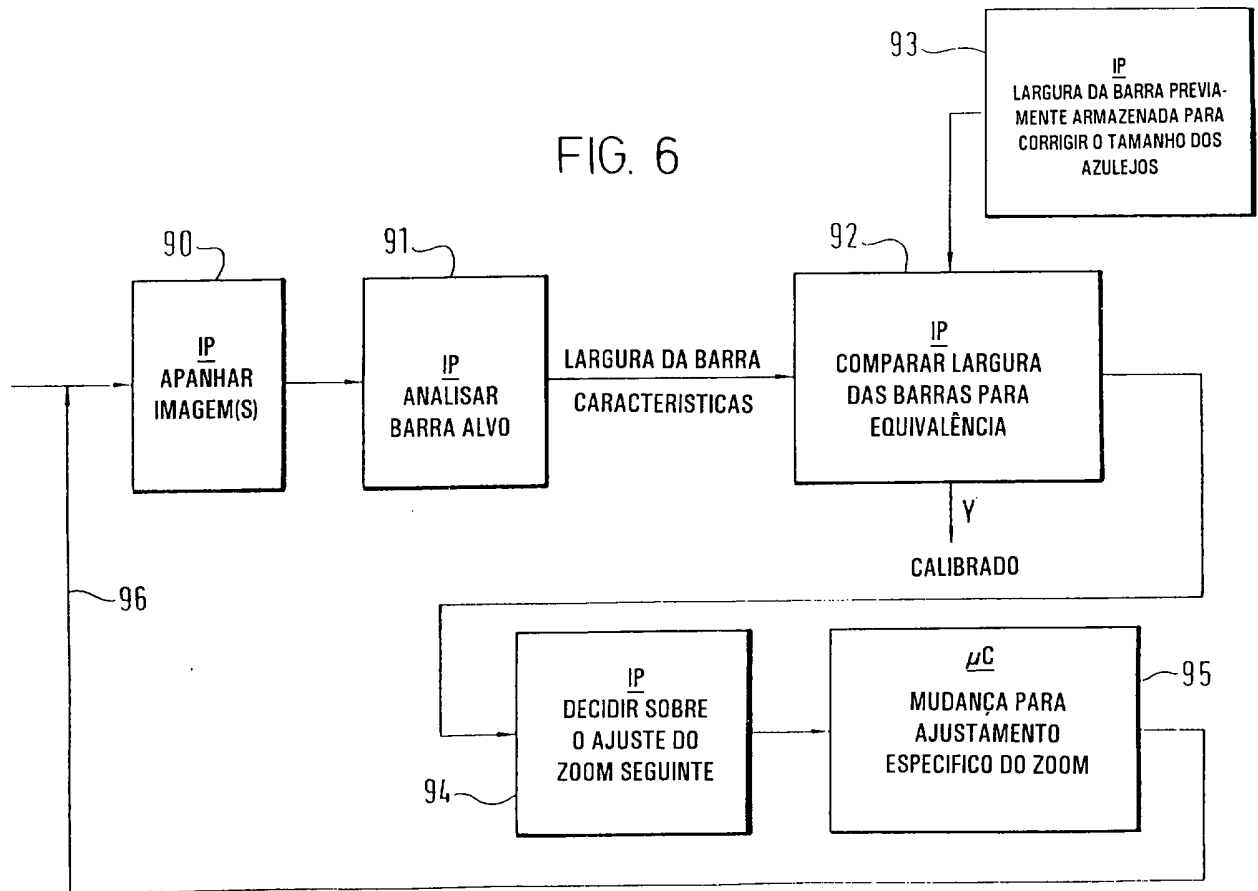 93
IP
LARGURA DA BARRA PREVIA-
MENTE ARMAZENADA PARA
CORRIGIR O TAMANHO DOS
AZULEJOS
FIG. 6
90
IP
APANHAR
IMAGEM(S)
91
IP
ANALISAR
BARRA ALVO
LARGURA DA BARRA
CARACTERISTICAS
92
IP
COMPARAR LARGURA
DAS BARRAS PARA
EQUIVALÊNCIA
Y
CALIBRADO
96
IP
DECIDIR SOBRE
O AJUSTE DO
ZOOM SEGUINTE
94
μC
MUDANÇA PARA
AJUSTAMENTO
ESPECIFICO DO ZOOM
95